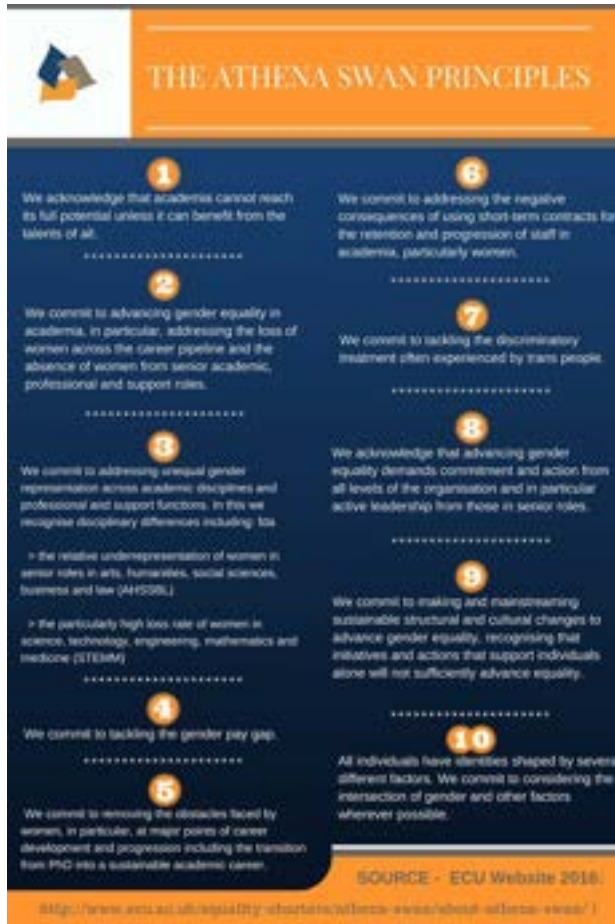 THE ATHENA SWAN PRINCIPLES
1
We acknowledge that academia cannot reach
its full potential unless it can benefit from the
talents of all.
2
We commit to advancing gender equality in
academia, in particular, addressing the loss of
women across the career pipeline and the
absence of women from senior academic,
professional and support roles.
3
We commit to addressing unequal gender
representation across academic disciplines and
professional and support functions. In this we
recognise disciplinary differences including:
> the relative underrepresentation of women in
senior roles in arts, humanities, social sciences,
business and law (AHSSBL)
> the particularly high loss rate of women in
science, technology, engineering, mathematics and
medicine (STEMM)
4
We commit to tackling the gender pay gap.
5
We commit to removing the obstacles faced by
women, in particular, at major points of career
development and progression including the transition
from PhD into a sustainable academic career.
6
We commit to addressing the negative
consequences of using short-term contracts
the retention and progression of staff in
academia, particularly women.
7
We commit to tackling the discriminatory
treatment often experienced by trans people.
8
We acknowledge that advancing gender
equality demands commitment and action from
all levels of the organisation and in particular
active leadership from those in senior roles.
9
We commit to making and mainstreaming
sustainable structural and cultural changes to
advance gender equality, recognising that
initiatives and actions that support individuals
alone will not sufficiently advance equality.
10
All individuals have identities shaped by severa
different factors. We commit to considering the
intersection of gender and other factors
wherever possible.
SOURCE - ECU Website 2016:
http://www.ecu.ac.uk/equality-charters/athena-swan/about-athena-swan/